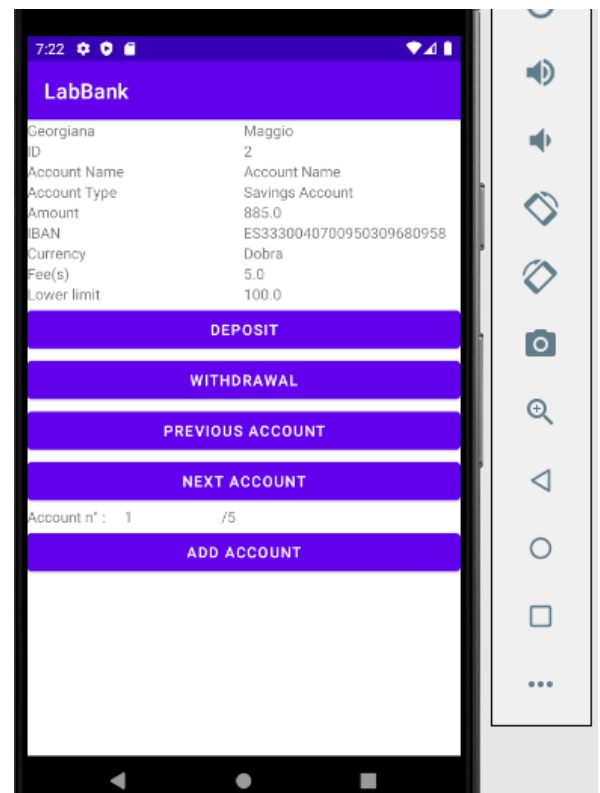 7:22
LabBank
Georgiana Maggio
ID 2
Account Name Account Name
Account Type Savings Account
Amount 885.0
IBAN ES3330040700950309680958
Currency Dobra
Fee(s) 5.0
Lower limit 100.0
DEPOSIT
WITHDRAWAL
PREVIOUS ACCOUNT
NEXT ACCOUNT
Account n° : 1 /5
ADD ACCOUNT